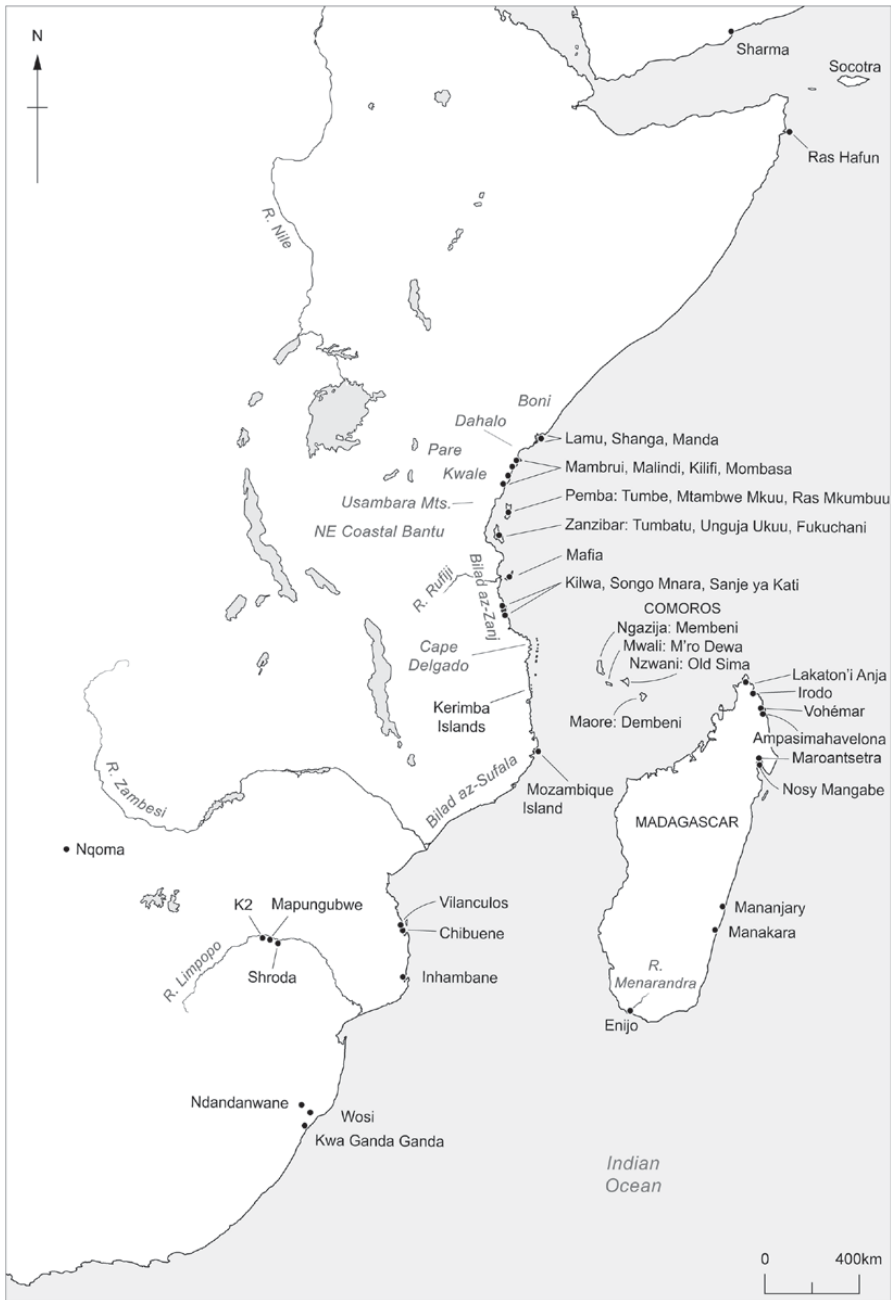 N
Sharma
Socotra
Ras Hafun
R. Nile
Boni
Dahalo
Lamu, Shanga, Manda
Pare
Mambrui, Malindi, Kilifi, Mombasa
Kwale
Usambara Mts.
Pemba: Tumbe, Mtambwe Mkuu, Ras Mkumbuu
NE Coastal Bantu
Zanzibar: Tumbatu, Unguja Ukuu, Fukuchani
Mafia
R. Rufiji
Bilad az-Zanj
Kilwa, Songo Mnara, Sanje ya Kati
COMOROS
Ngazija: Membeni
Mwali: M'ro Dewa
Nzwani: Old Sima
Cape
Delgado
Lakaton'i Anja
Irodo
Kerimba
Islands
Maore: Dembeni
Vohémar
Ampasimahavelona
Maroantsetra
R. Zambesi
Bilad az-Sufala
Mozambique
Island
Nosy Mangabe
MADAGASCAR
Nqoma
Vilanculos
K2
Mapungubwe
Mananjary
Chibuene
Manakara
R. Limpopo
Shroda
Inhambane
R.
Menarandra
Enijo
Ndandanwane
Wosi
Kwa Ganda Ganda
Indian
Ocean
0
400km